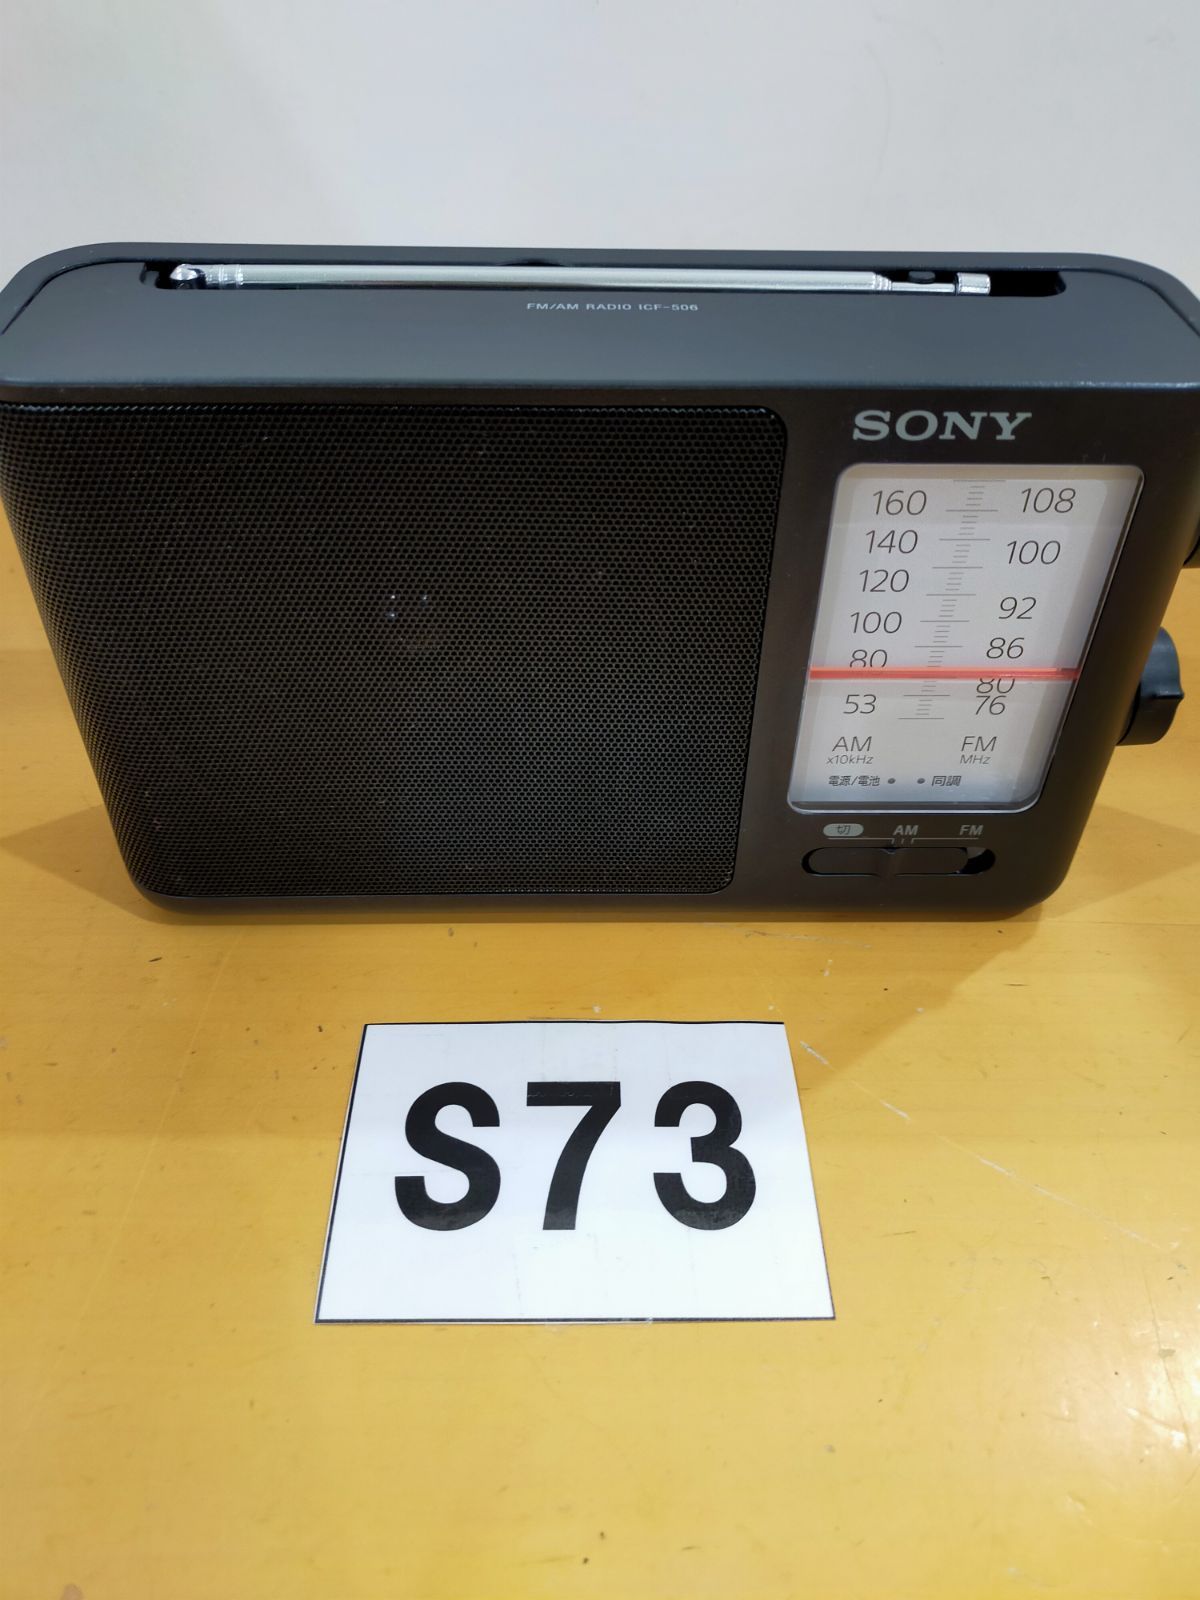 FM/AM RADIO ICF-506
SONY
160 108
140 100
120 92
100 86
80 80
53 76
AM FM
x10kHz MHz
電源/電池 同調
切 AM FM
S73